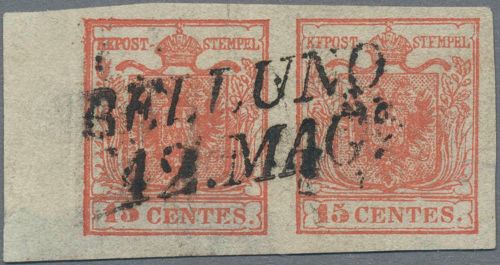 KKPOST-STEMPEL KKPOST-STEMPEL
BELLUNO
12.MAG
15 CENTES. 15 CENTES